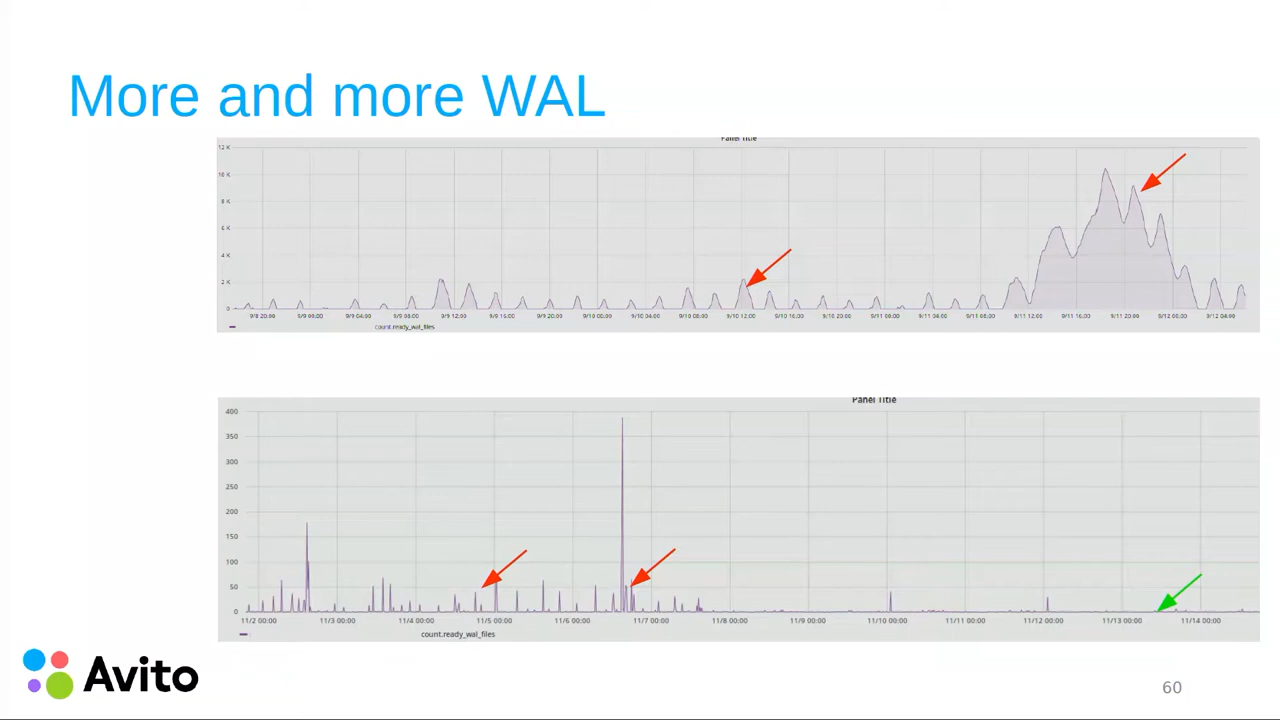 More and more WAL
Panel Title
12 K
10 K
8 K
6 K
4 K
2 K
0
9/8 20:00 9/9 00:00 9/9 04:00 9/9 08:00 9/9 12:00 9/9 16:00 9/9 20:00 9/10 00:00 9/10 04:00 9/10 08:00 9/10 12:00 9/10 16:00 9/10 20:00 9/11 00:00 9/11 04:00 9/11 08:00 9/11 12:00 9/11 16:00 9/11 20:00 9/12 00:00 9/12 04:00
count.ready_wal_files
Panel Title
400
350
300
250
200
150
100
50
0
11/2 00:00 11/3 00:00 11/4 00:00 11/5 00:00 11/6 00:00 11/7 00:00 11/8 00:00 11/9 00:00 11/10 00:00 11/11 00:00 11/12 00:00 11/13 00:00 11/14 00:00
count.ready_wal_files
Avito
60